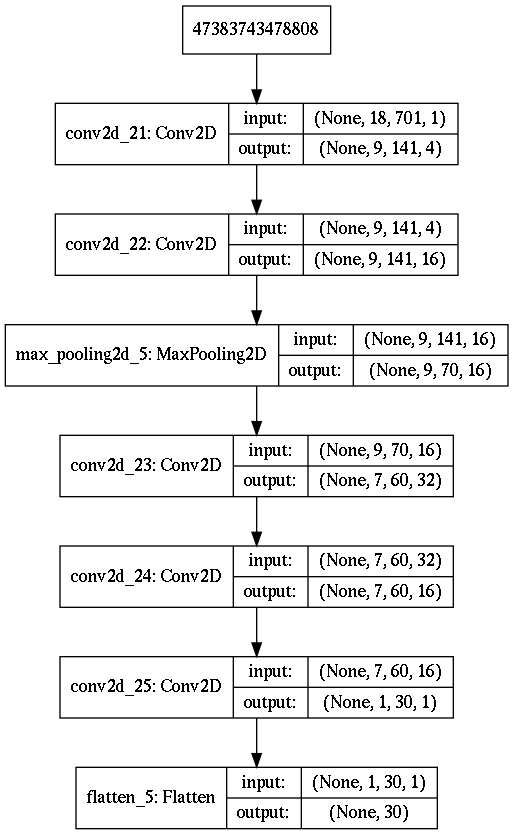 47383743478808
conv2d_21: Conv2D
input:
(None, 18, 701, 1)
output:
(None, 9, 141, 4)
conv2d_22: Conv2D
input:
(None, 9, 141, 4)
output:
(None, 9, 141, 16)
max_pooling2d_5: MaxPooling2D
input:
(None, 9, 141, 16)
output:
(None, 9, 70, 16)
conv2d_23: Conv2D
input:
(None, 9, 70, 16)
output:
(None, 7, 60, 32)
conv2d_24: Conv2D
input:
(None, 7, 60, 32)
output:
(None, 7, 60, 16)
conv2d_25: Conv2D
input:
(None, 7, 60, 16)
output:
(None, 1, 30, 1)
flatten_5: Flatten
input:
(None, 1, 30, 1)
output:
(None, 30)